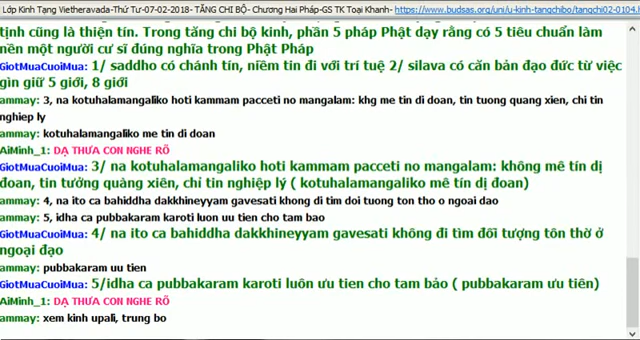 Lớp Kinh Tạng Vietheravada-Thứ Tư-07-02-2018- TĂNG CHI BỘ- Chương Hai Pháp-GS TK Toại Khanh- https://www.budsas.org/uni/u-kinh-tangchibo/tangchi02-0104.h
tịnh cũng là thiện tín. Trong tăng chi bộ kinh, phần 5 pháp Phật dạy rằng có 5 tiêu chuẩn làm
nên một người cư sĩ đúng nghĩa trong Phật Pháp
GiotMuaCuoiMua: 1/ saddho có chánh tín, niềm tin đi với trí tuệ 2/ silava có căn bản đạo đức từ việc
gìn giữ 5 giới, 8 giới
ammay: 3, na kotuhalamangaliko hoti kammam pacceti no mangalam: khg me tin di doan, tin tuong quang xien, chi tin
nghiep ly
ammay: kotuhalamangaliko me tin di doan
AiMinh_1: DẠ THƯA CON NGHE RÕ
GiotMuaCuoiMua: 3/ na kotuhalamangaliko hoti kammam pacceti no mangalam: không mê tín dị
đoan, tin tưởng quàng xiên, chỉ tin nghiệp lý ( kotuhalamangaliko mê tín dị đoan)
ammay: 4, na ito ca bahiddha dakkhineyyam gavesati khong di tim doi tuong ton tho o ngoai dao
ammay: 5, idha ca pubbakaram karoti luon uu tien cho tam bao
GiotMuaCuoiMua: 4/ na ito ca bahiddha dakkhineyyam gavesati không đi tìm đối tượng tôn thờ ở
ngoại đạo
ammay: pubbakaram uu tien
GiotMuaCuoiMua: 5/idha ca pubbakaram karoti luôn ưu tiên cho tam bảo ( pubbakaram ưu tiên)
AiMinh_1: DẠ THƯA CON NGHE RÕ
ammay: xem kinh upali, trung bo